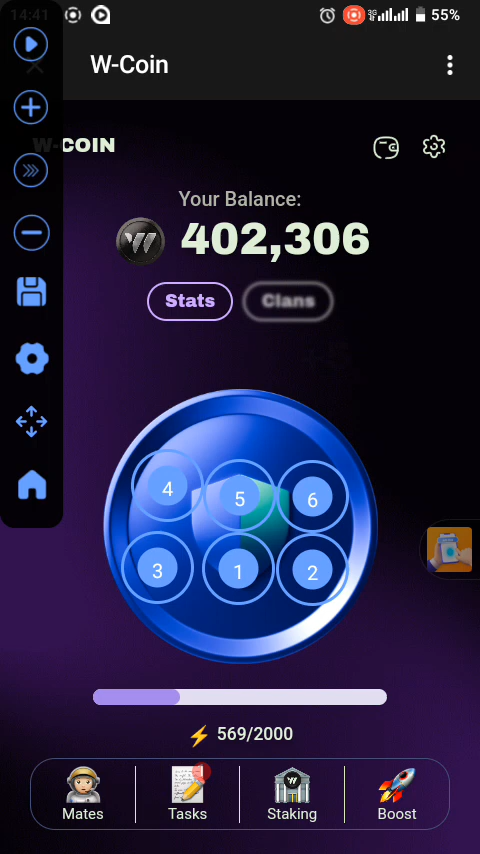 14:41
3G
55%
W-Coin
W-COIN
Your Balance:
402,306
Stats
Clans
4
5
6
3
1
2
569/2000
Mates
Tasks
Staking
Boost